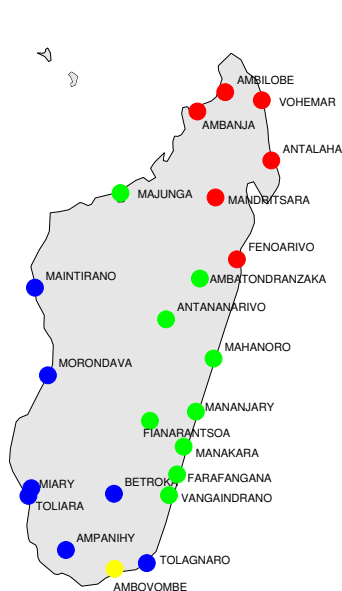 AMBILOBE
VOHEMAR
AMBANJA
ANTALAHA
MAJUNGA
MANDRITSARA
FENOARIVO
MAINTIRANO
AMBATONDRANZAKA
ANTANANARIVO
MAHANORO
MORONDAVA
MANANJARY
FIANARANTSOA
MANAKARA
FARAFANGANA
MIARY
BETROKA
VANGAINDRANO
TOLIARA
AMPANIHY
TOLAGNARO
AMBOVOMBE